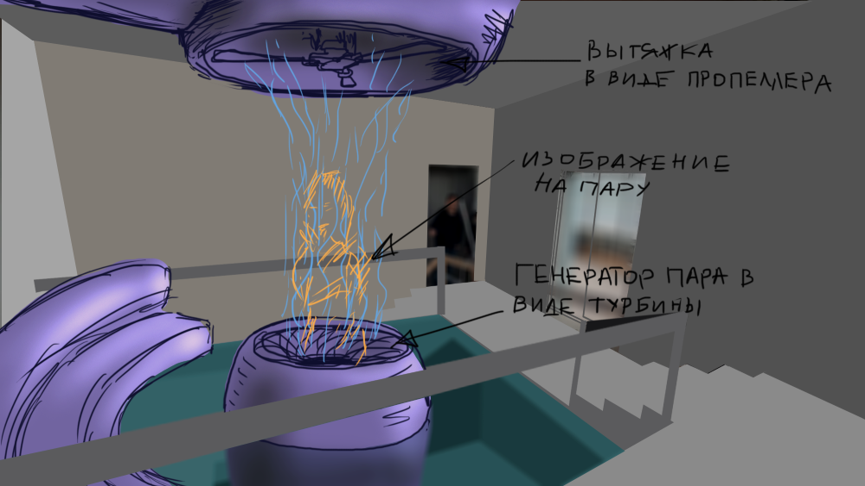 ВЫТЯЖКА
В ВИДЕ ПРОПЕЛЛЕРА
ИЗОБРАЖЕНИЕ
НА ПАРУ
ГЕНЕРАТОР ПАРА В
ВИДЕ ТУРБИНЫ